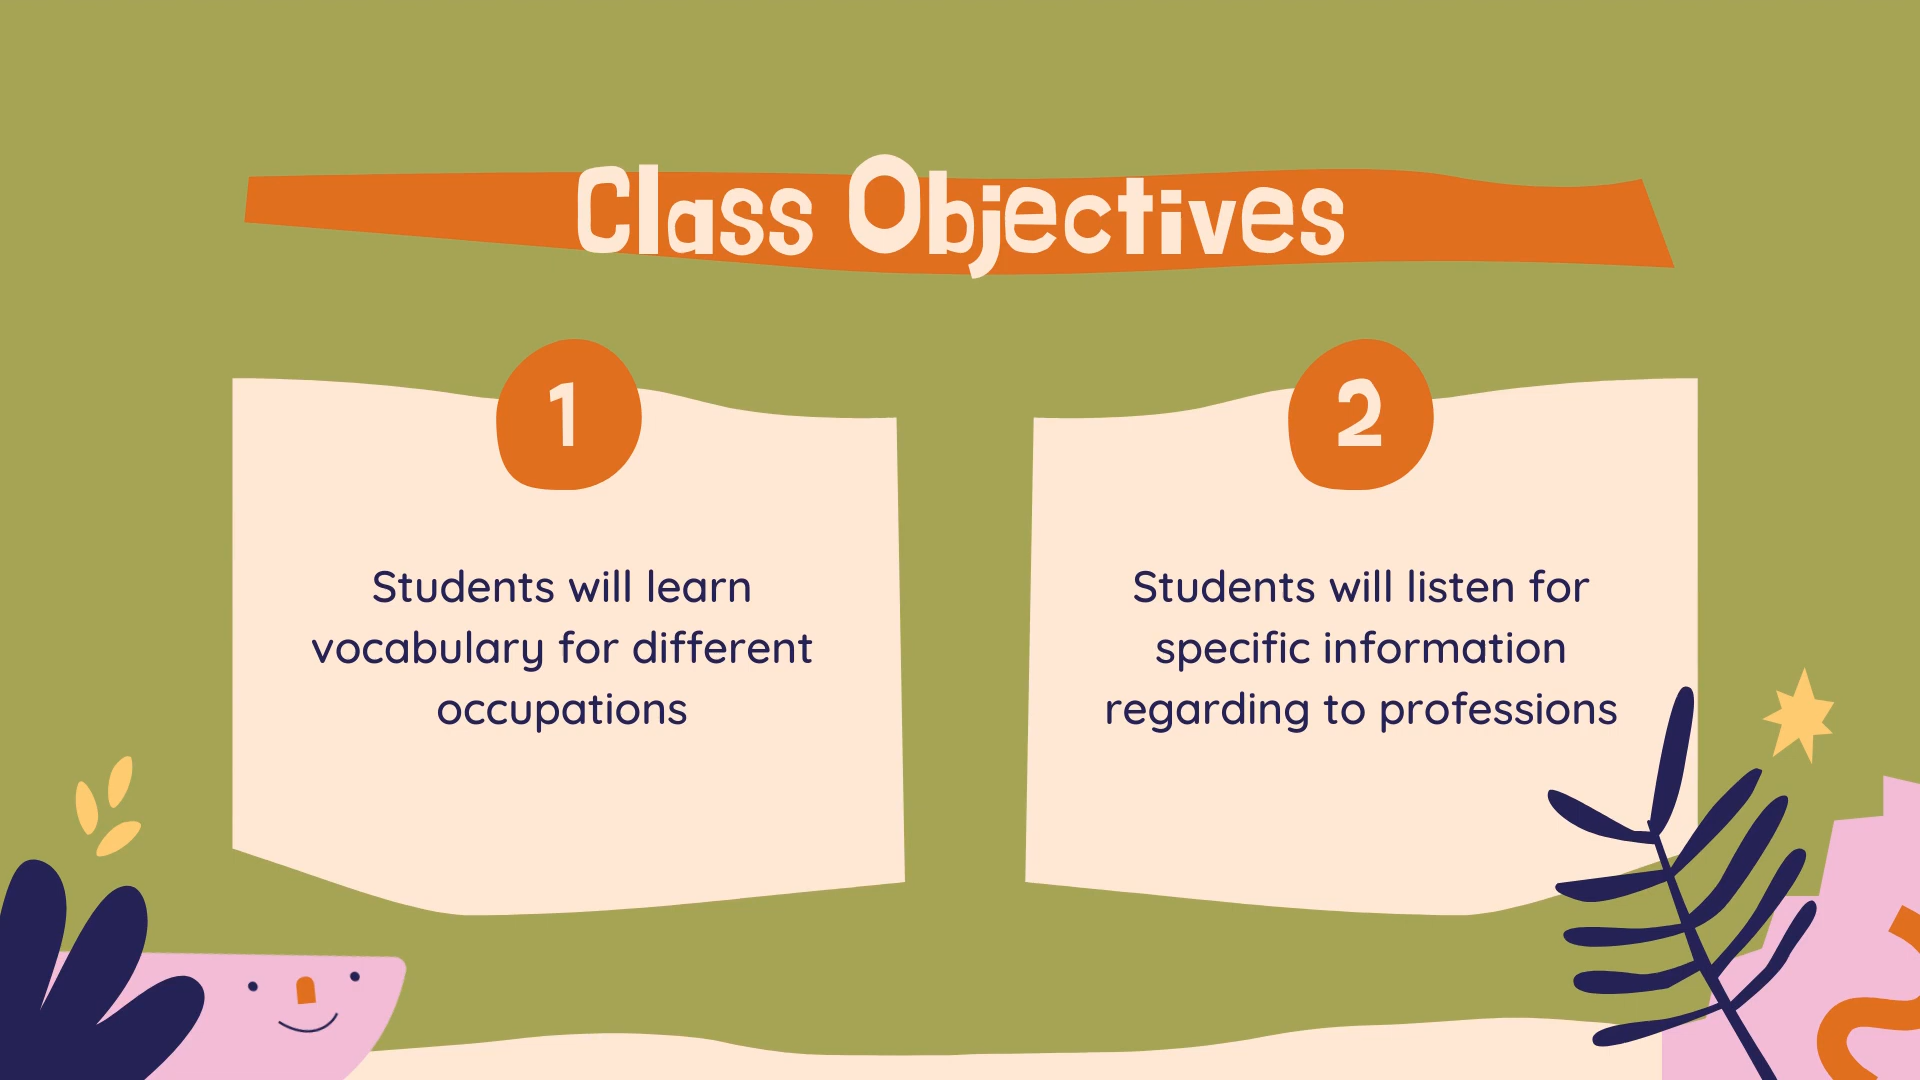 Class Objectives
1
Students will learn
vocabulary for different
occupations
2
Students will listen for
specific information
regarding to professions